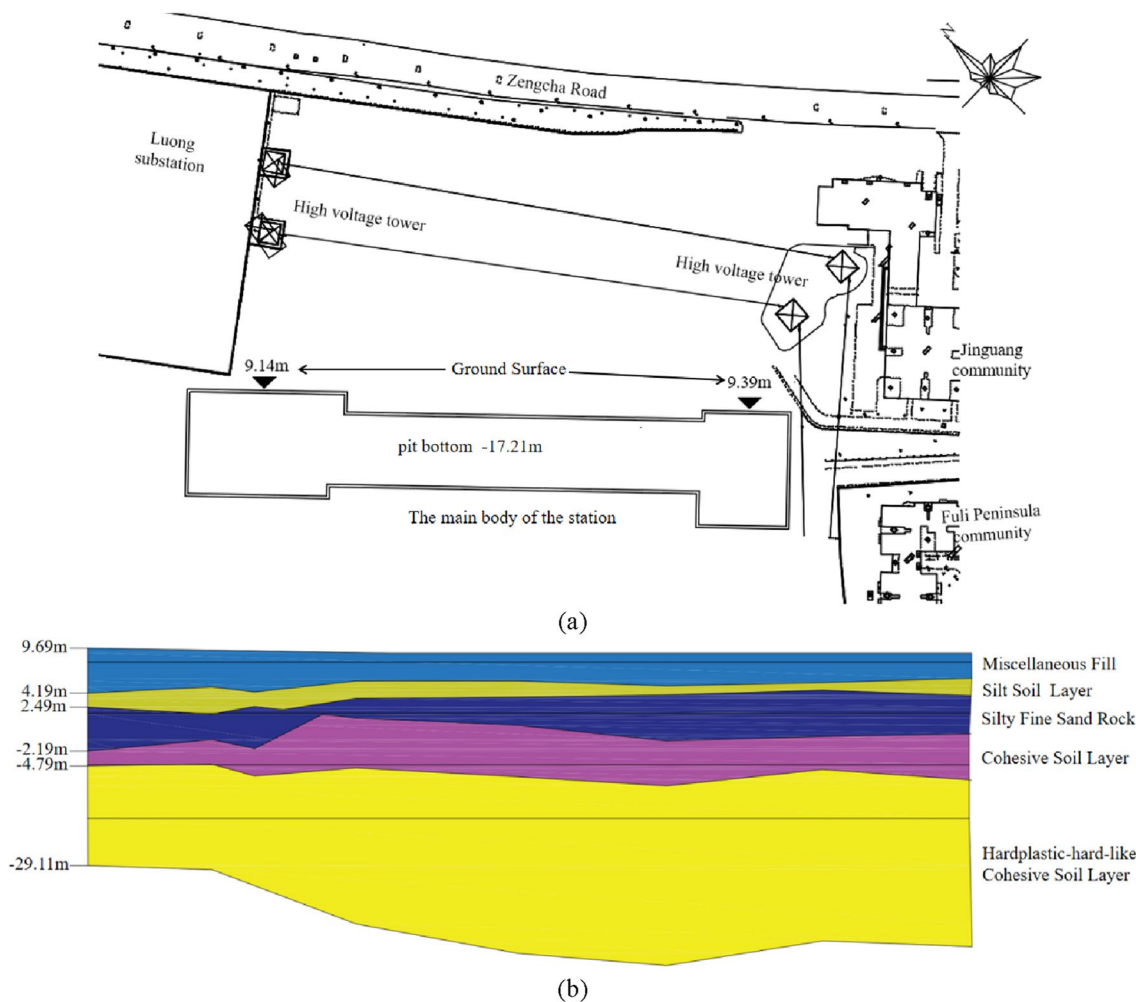 N
Zengcha Road
Luong
substation
High voltage tower
High voltage tower
Jinguang
community
9.14m
Ground Surface
9.39m
pit bottom -17.21m
The main body of the station
Fuli Peninsula
community
(a)
9.69m
4.19m
2.49m
-2.19m
-4.79m
-29.11m
Miscellaneous Fill
Silt Soil Layer
Silty Fine Sand Rock
Cohesive Soil Layer
Hardplastic-hard-like
Cohesive Soil Layer
(b)